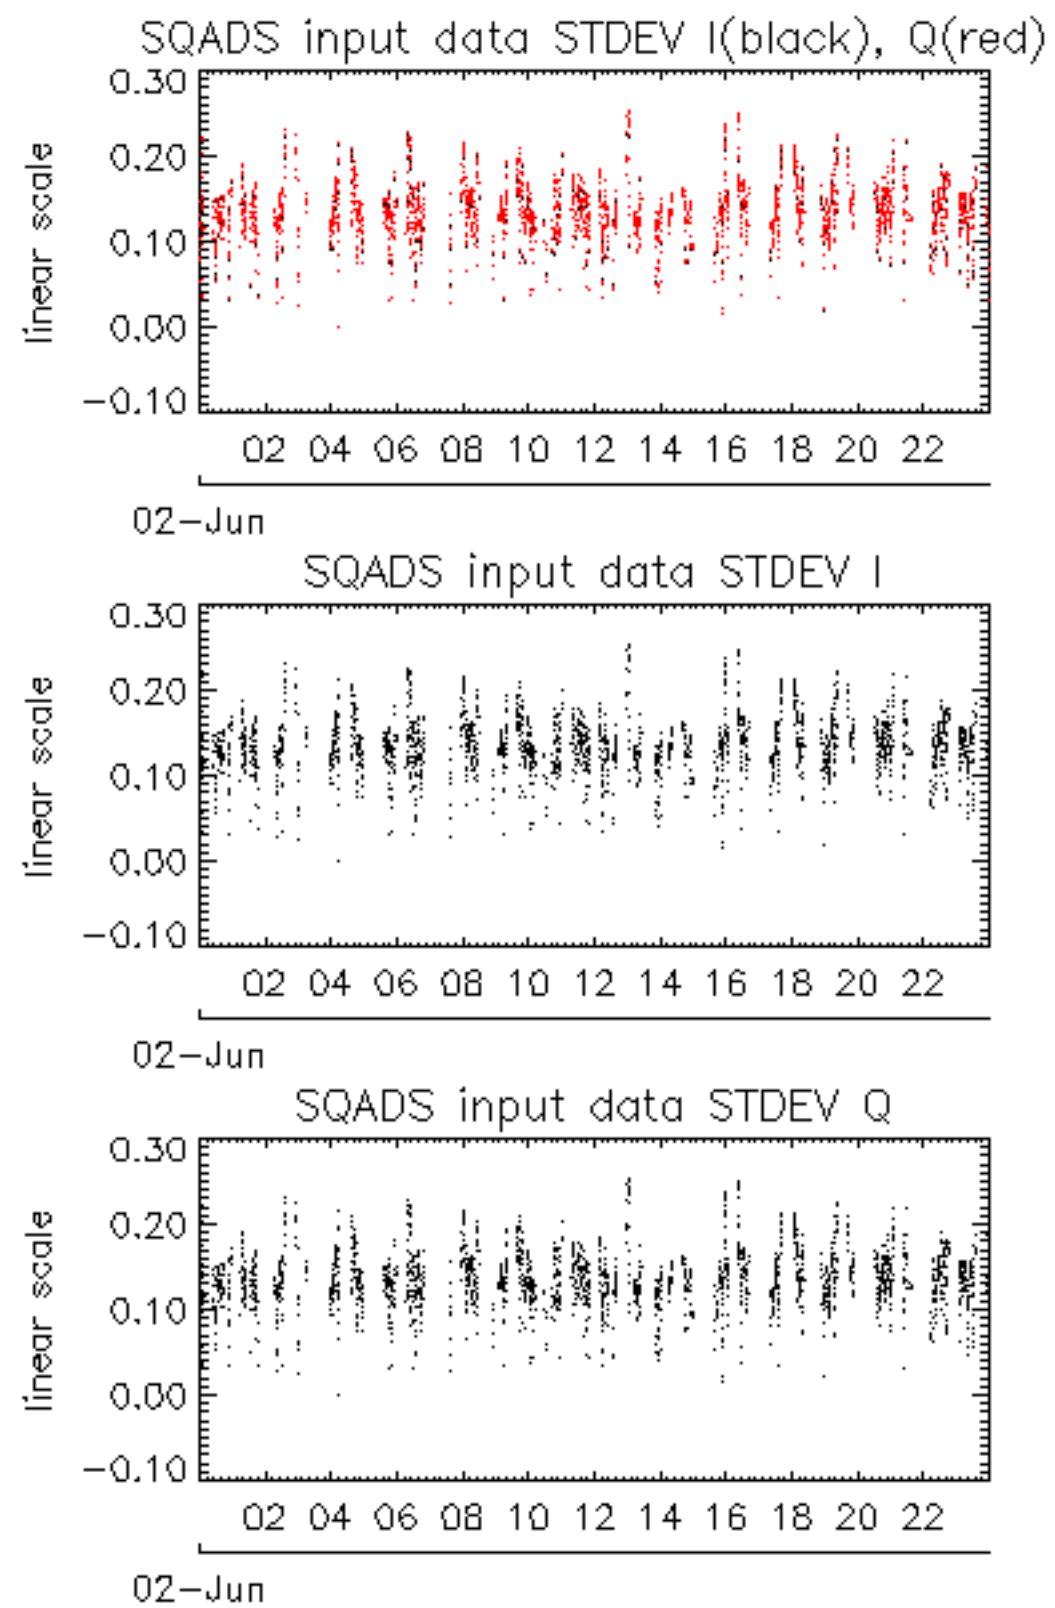 SQADS input data STDEV I(black), Q(red)
0.30
0.20
0.10
0.00
-0.10
linear scale
02 04 06 08 10 12 14 16 18 20 22
02-Jun
SQADS input data STDEV I
0.30
0.20
0.10
0.00
-0.10
linear scale
02 04 06 08 10 12 14 16 18 20 22
02-Jun
SQADS input data STDEV Q
0.30
0.20
0.10
0.00
-0.10
linear scale
02 04 06 08 10 12 14 16 18 20 22
02-Jun